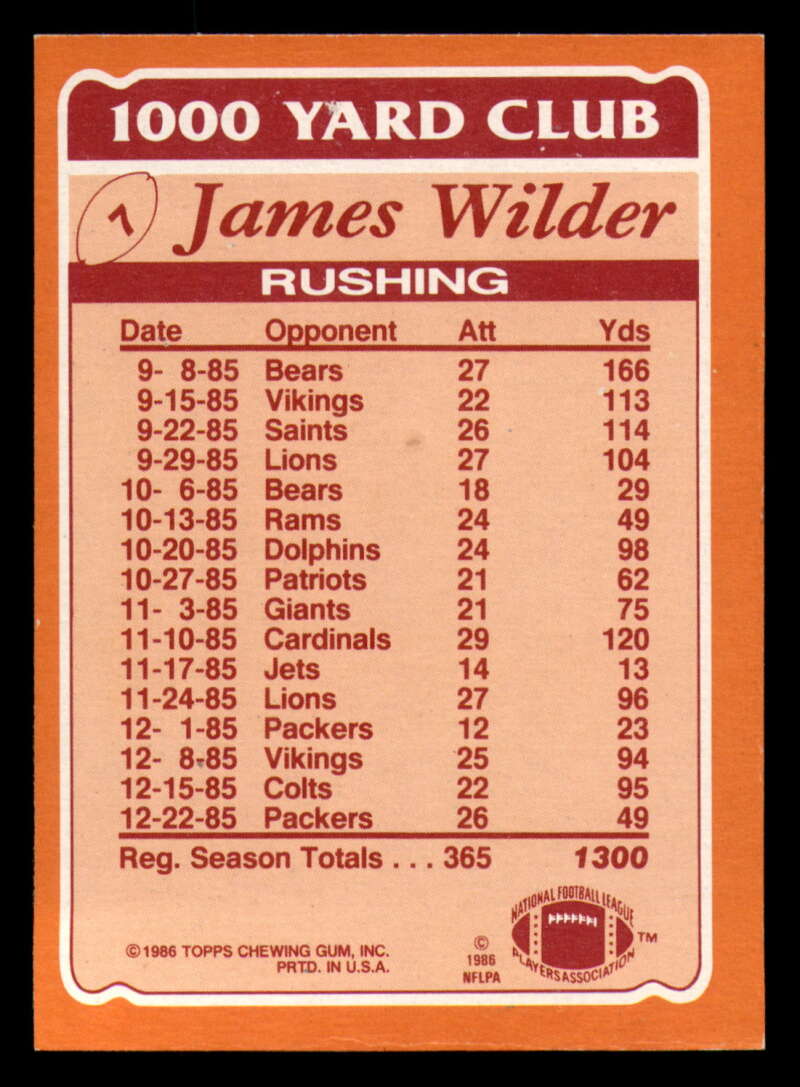 1000 YARD CLUB
7 James Wilder
RUSHING
Date Opponent Att Yds
9- 8-85 Bears 27 166
9-15-85 Vikings 22 113
9-22-85 Saints 26 114
9-29-85 Lions 27 104
10- 6-85 Bears 18 29
10-13-85 Rams 24 49
10-20-85 Dolphins 24 98
10-27-85 Patriots 21 62
11- 3-85 Giants 21 75
11-10-85 Cardinals 29 120
11-17-85 Jets 14 13
11-24-85 Lions 27 96
12- 1-85 Packers 12 23
12- 8-85 Vikings 25 94
12-15-85 Colts 22 95
12-22-85 Packers 26 49
Reg. Season Totals . . . 365 1300
©1986 TOPPS CHEWING GUM, INC.
PRTD. IN U.S.A.
©
1986
NFLPA
NATIONAL FOOTBALL LEAGUE
PLAYERS ASSOCIATION
TM